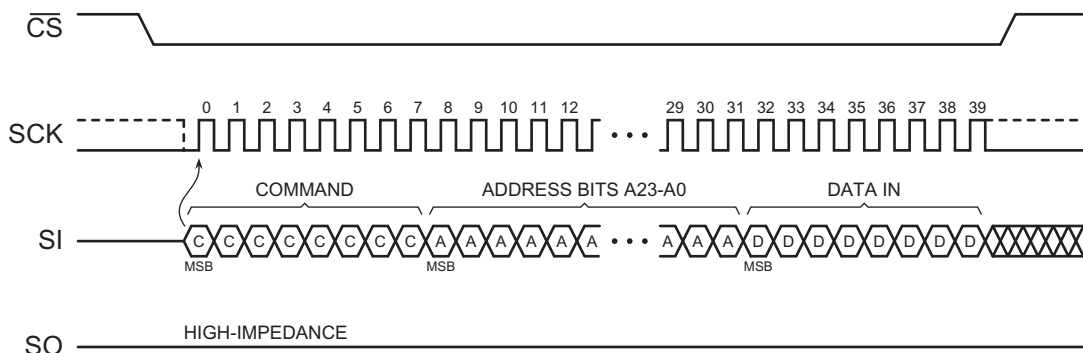 CS
0 1 2 3 4 5 6 7 8 9 10 11 12 29 30 31 32 33 34 35 36 37 38 39
SCK
COMMAND ADDRESS BITS A23-A0 DATA IN
SI C C C C C C C C A A A A A A A A A D D D D D D D D
MSB MSB MSB
HIGH-IMPEDANCE
SO